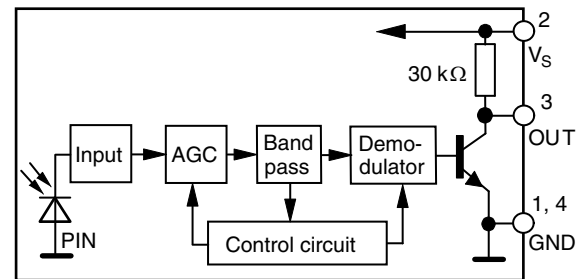 2
V_S
30 kΩ
3
OUT
Input
AGC
Band
pass
Demo-
dulator
1, 4
GND
PIN
Control circuit